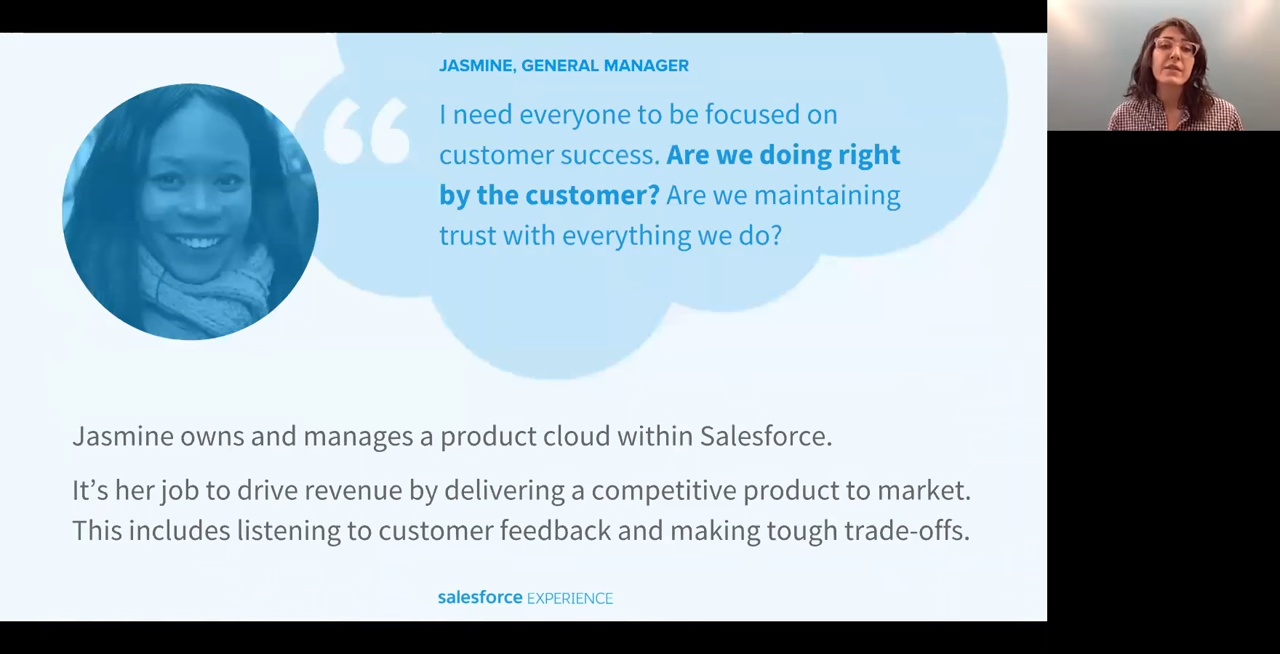 JASMINE, GENERAL MANAGER
“
I need everyone to be focused on
customer success. Are we doing right
by the customer? Are we maintaining
trust with everything we do?
Jasmine owns and manages a product cloud within Salesforce.
It’s her job to drive revenue by delivering a competitive product to market.
This includes listening to customer feedback and making tough trade-offs.
salesforce EXPERIENCE